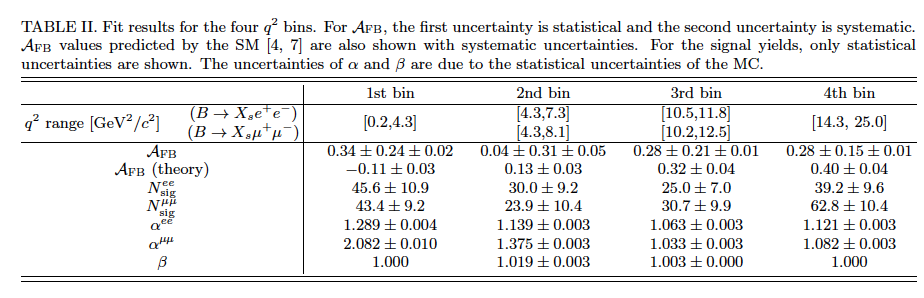 TABLE II. Fit results for the four q² bins. For 𝒜FB, the first uncertainty is statistical and the second uncertainty is systematic.
𝒜FB values predicted by the SM [4, 7] are also shown with systematic uncertainties. For the signal yields, only statistical
uncertainties are shown. The uncertainties of α and β are due to the statistical uncertainties of the MC.
1st bin 2nd bin 3rd bin 4th bin
q² range [GeV²/c²] (B → Xₛe⁺e⁻) [0.2,4.3] [4.3,7.3] [10.5,11.8] [14.3, 25.0]
(B → Xₛμ⁺μ⁻) [4.3,8.1] [10.2,12.5]
𝒜FB 0.34 ± 0.24 ± 0.02 0.04 ± 0.31 ± 0.05 0.28 ± 0.21 ± 0.01 0.28 ± 0.15 ± 0.01
𝒜FB (theory) −0.11 ± 0.03 0.13 ± 0.03 0.32 ± 0.04 0.40 ± 0.04
N^ee_sig 45.6 ± 10.9 30.0 ± 9.2 25.0 ± 7.0 39.2 ± 9.6
N^μμ_sig 43.4 ± 9.2 23.9 ± 10.4 30.7 ± 9.9 62.8 ± 10.4
α^ee 1.289 ± 0.004 1.139 ± 0.003 1.063 ± 0.003 1.121 ± 0.003
α^μμ 2.082 ± 0.010 1.375 ± 0.003 1.033 ± 0.003 1.082 ± 0.003
β 1.000 1.019 ± 0.003 1.003 ± 0.000 1.000